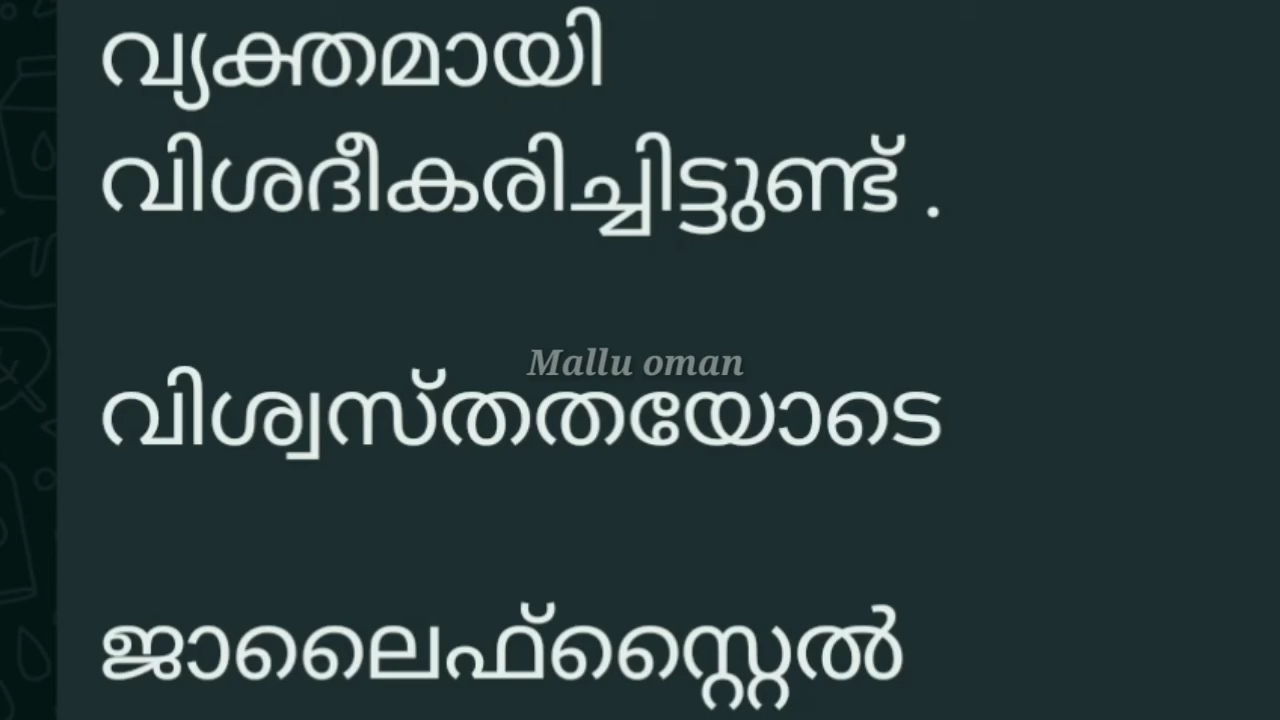 വ്യക്തമായി
വിശദീകരിച്ചിട്ടുണ്ട് .
Mallu oman
വിശ്വസ്തതയോടെ
ജാലൈഫ്സ്റ്റൈൽ